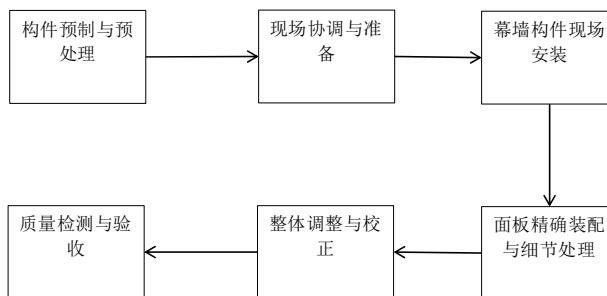 构件预制与预
处理
现场协调与准
备
幕墙构件现场
安装
面板精确装配
与细节处理
整体调整与校
正
质量检测与验
收